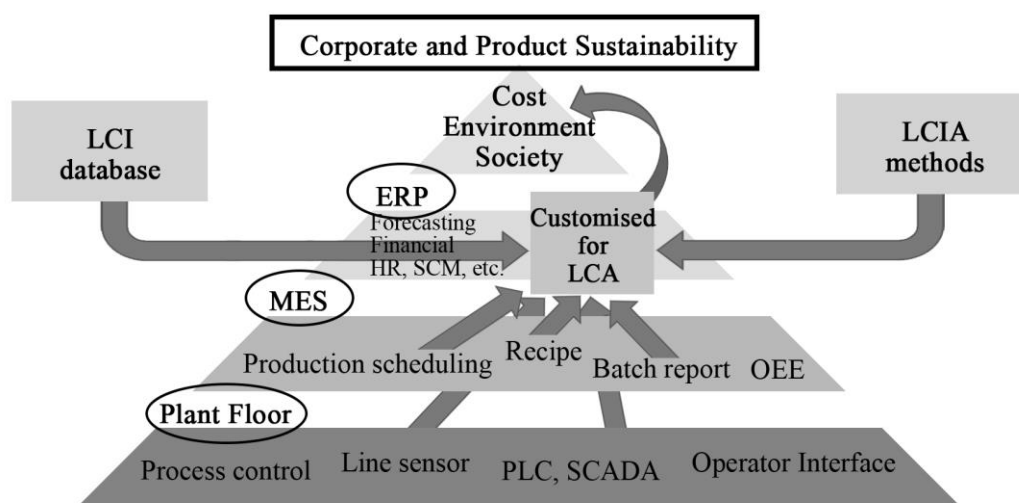 Corporate and Product Sustainability
Cost
Environment
Society
LCI
database
LCIA
methods
ERP
Forecasting
Financial
HR, SCM, etc.
Customised
for
LCA
MES
Production scheduling
Recipe
Batch report
OEE
Plant Floor
Process control
Line sensor
PLC, SCADA
Operator Interface